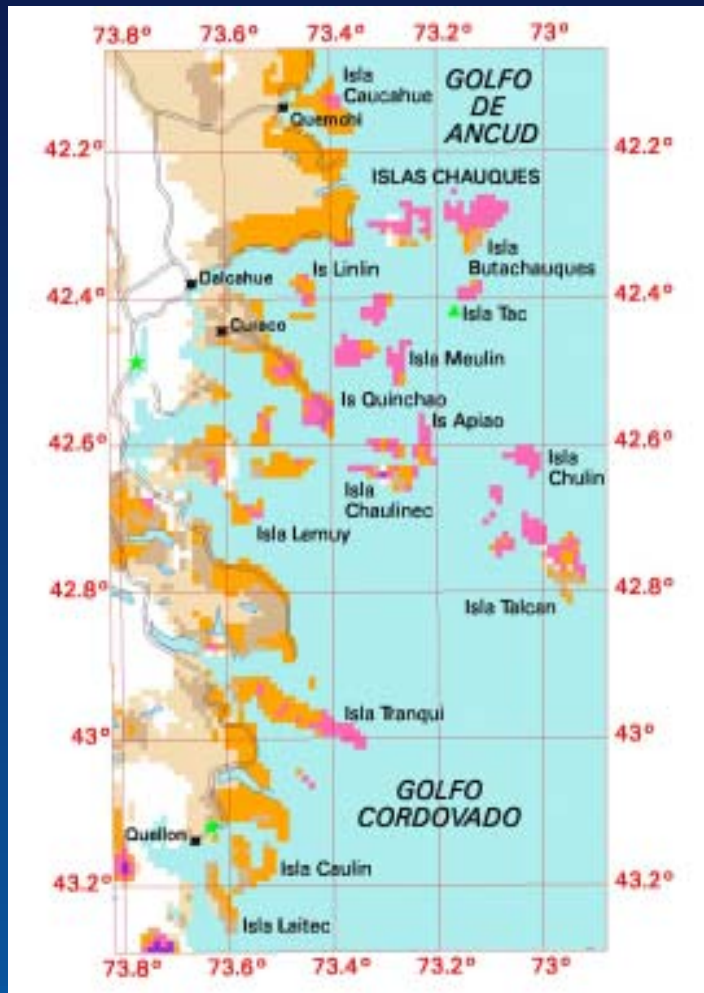 73.8° 73.6° 73.4° 73.2° 73°
Isla
Caucahue
GOLFO
DE
ANCUD
Quemchi
42.2° 42.2°
ISLAS CHAUQUES
Isla
Butachauques
Is Linlin
Dalcahue
42.4° 42.4°
Isla Tac
Curaco
Isla Meulin
Is Quinchao
Is Apiao
42.6° 42.6°
Isla
Chulin
Isla
Chaulinec
Isla Lemuy
42.8° 42.8°
Isla Talcan
Isla Tranqui
43° 43°
GOLFO
CORDOVADO
Quellon
Isla Caulin
43.2° 43.2°
Isla Laitec
73.8° 73.6° 73.4° 73.2° 73°